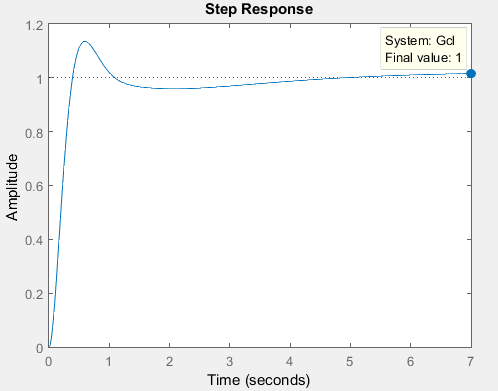 Step Response
System: Gcl
Final value: 1
Amplitude
1.2
1
0.8
0.6
0.4
0.2
0
0 1 2 3 4 5 6 7
Time (seconds)